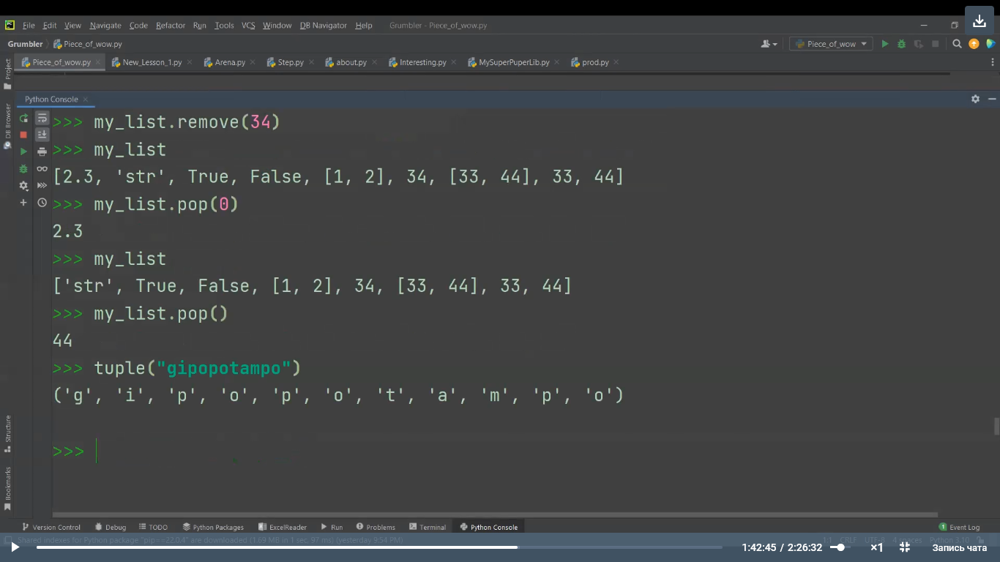 File Edit View Navigate Code Refactor Run Tools VCS Window DB Navigator Help Grumbler - Piece_of_wow.py
Grumbler Piece_of_wow.py Piece_of_wow
Piece_of_wow.py New_Lesson_1.py Arena.py Step.py about.py Interesting.py MySuperPuperLib.py prod.py
Project
DB Browser
Python Console
>>> my_list.remove(34)
>>> my_list
[2.3, 'str', True, False, [1, 2], 34, [33, 44], 33, 44]
>>> my_list.pop(0)
2.3
>>> my_list
['str', True, False, [1, 2], 34, [33, 44], 33, 44]
>>> my_list.pop()
44
>>> tuple("gipopotampo")
('g', 'i', 'p', 'o', 'p', 'o', 't', 'a', 'm', 'p', 'o')
>>>
Structure
Bookmarks
Version Control Debug TODO Python Packages ExcelReader Run Problems Terminal Python Console 1 Event Log
Shared indexes for Python package "pip==22.0.4" are downloaded (1.69 MB in 1 sec, 97 ms) (yesterday 9:54 PM) 1:1 CRLF UTF-8 4 spaces Python 3.10
1:42:45 / 2:26:32 ×1 Запись чата